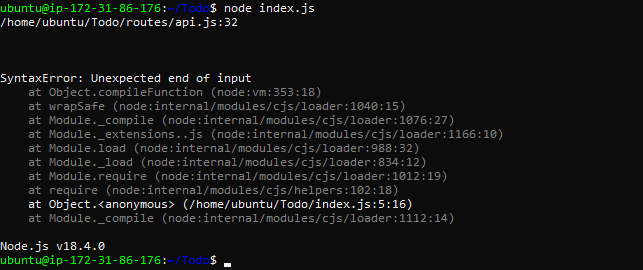 ubuntu@ip-172-31-86-176:~/Todo$ node index.js
/home/ubuntu/Todo/routes/api.js:32
SyntaxError: Unexpected end of input
    at Object.compileFunction (node:vm:353:18)
    at wrapSafe (node:internal/modules/cjs/loader:1040:15)
    at Module._compile (node:internal/modules/cjs/loader:1076:27)
    at Module._extensions..js (node:internal/modules/cjs/loader:1166:10)
    at Module.load (node:internal/modules/cjs/loader:988:32)
    at Module._load (node:internal/modules/cjs/loader:834:12)
    at Module.require (node:internal/modules/cjs/loader:1012:19)
    at require (node:internal/modules/cjs/helpers:102:18)
    at Object.<anonymous> (/home/ubuntu/Todo/index.js:5:16)
    at Module._compile (node:internal/modules/cjs/loader:1112:14)
Node.js v18.4.0
ubuntu@ip-172-31-86-176:~/Todo$